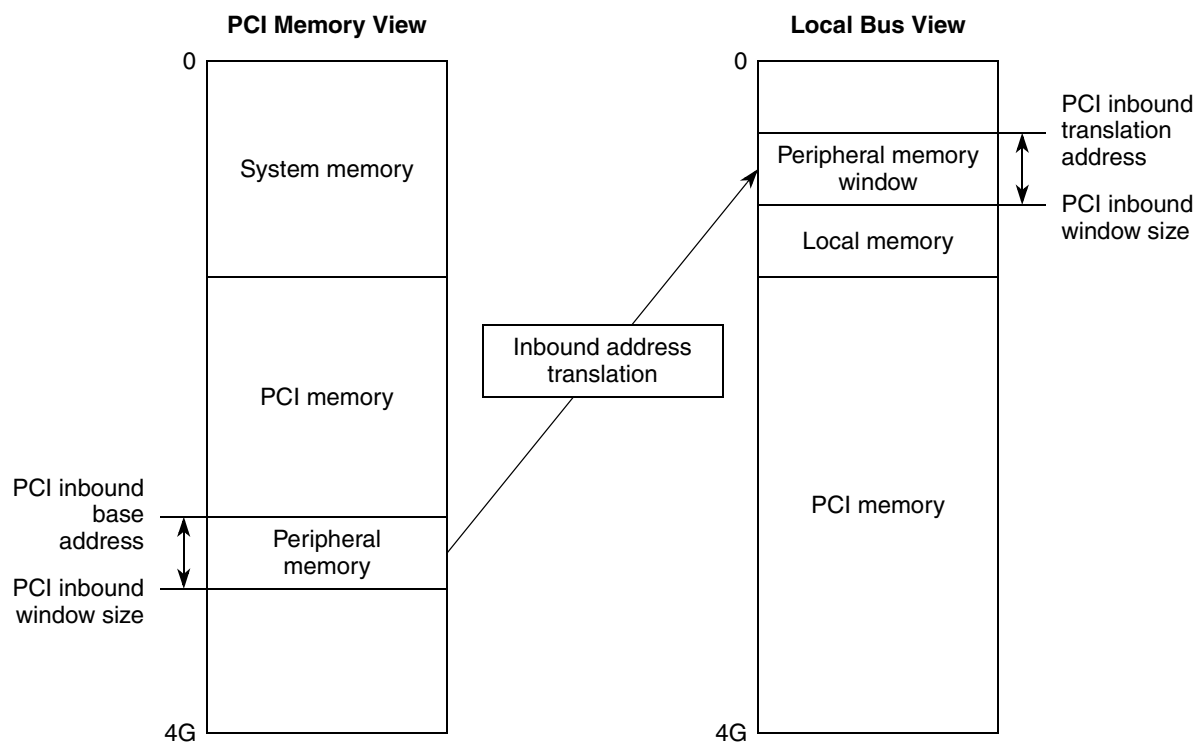 PCI Memory View
0
System memory
PCI memory
PCI inbound
base
address
Peripheral
memory
PCI inbound
window size
4G
Inbound address
translation
Local Bus View
0
Peripheral memory
window
Local memory
PCI memory
4G
PCI inbound
translation
address
PCI inbound
window size